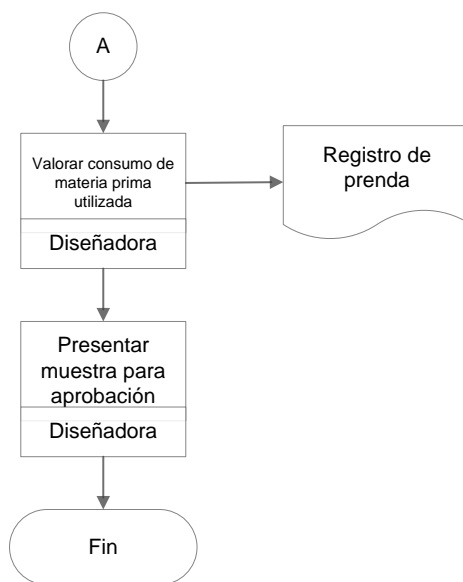 A
Valorar consumo de
materia prima
utilizada
Diseñadora
Registro de
prenda
Presentar
muestra para
aprobación
Diseñadora
Fin